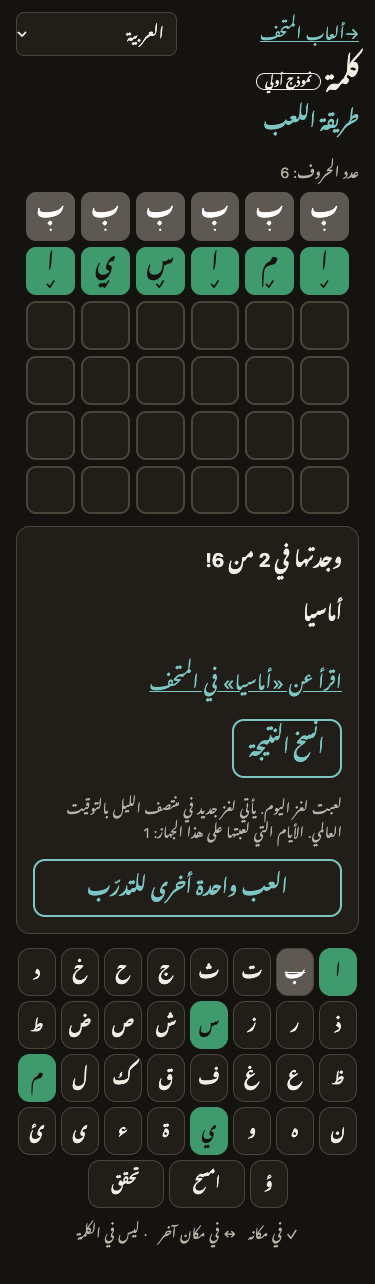 →ألعاب المتحف
العربية
كلمة نموذج أولي
طريقة اللعب
عدد الحروف: 6
ب ب ب ب ب ب
ا م ا س ي ا
✓ ✓ ✓ ✓ ✓ ✓
وجدتها في 2 من 6!
أماسيا
اقرأ عن «أماسيا» في المتحف
انسخ النتيجة
لعبت لغز اليوم. يأتي لغز جديد في منتصف الليل بالتوقيت
العالمي. الأيام التي لعبتها على هذا الجهاز: 1
العب واحدة أخرى للتدرّب
ا ب ت ث ج ح خ د
ذ ر ز س ش ص ض ط
ظ ع غ ف ق ك ل م
ن ه و ي ة ء ى ئ
ؤ امسح تحقق
✓ في مكانه ↔ في مكان آخر · ليس في الكلمة